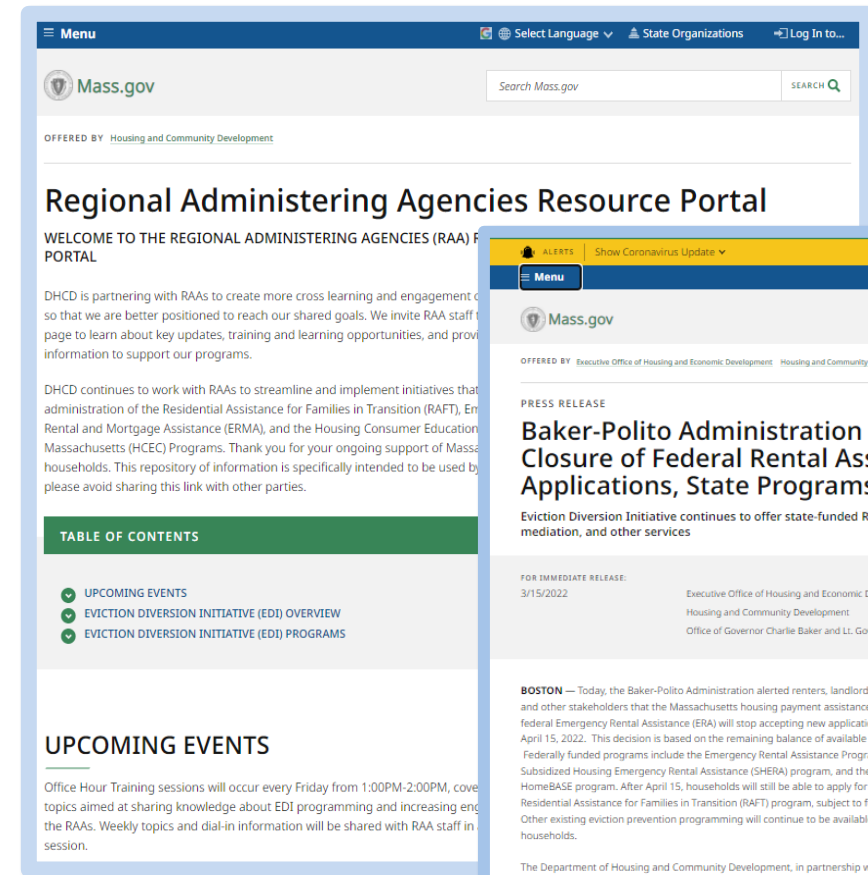 Menu
Select Language
State Organizations
Log In to...
Mass.gov
Search Mass.gov
SEARCH
OFFERED BY Housing and Community Development
Regional Administering Agencies Resource Portal
WELCOME TO THE REGIONAL ADMINISTERING AGENCIES (RAA)
PORTAL
DHCD is partnering with RAAs to create more cross learning and engagement
so that we are better positioned to reach our shared goals. We invite RAA staff
page to learn about key updates, training and learning opportunities, and
information to support our programs.
DHCD continues to work with RAAs to streamline and implement initiatives that
administration of the Residential Assistance for Families in Transition (RAFT),
Rental and Mortgage Assistance (ERMA), and the Housing Consumer Education
Massachusetts (HCEC) Programs. Thank you for your ongoing support of
households. This repository of information is specifically intended to be used by
please avoid sharing this link with other parties.
TABLE OF CONTENTS
UPCOMING EVENTS
EVICTION DIVERSION INITIATIVE (EDI) OVERVIEW
EVICTION DIVERSION INITIATIVE (EDI) PROGRAMS
UPCOMING EVENTS
Office Hour Training sessions will occur every Friday from 1:00PM-2:00PM,
topics aimed at sharing knowledge about EDI programming and increasing
the RAAs. Weekly topics and dial-in information will be shared with RAA staff in
session.
ALERTS Show Coronavirus Update
Menu
Mass.gov
OFFERED BY Executive Office of Housing and Economic Development Housing and Community
PRESS RELEASE
Baker-Polito Administration
Closure of Federal Rental
Applications, State Programs
Eviction Diversion Initiative continues to offer state-funded
mediation, and other services
FOR IMMEDIATE RELEASE:
3/15/2022
Executive Office of Housing and Economic
Housing and Community Development
Office of Governor Charlie Baker and Lt.
BOSTON — Today, the Baker-Polito Administration alerted renters,
and other stakeholders that the Massachusetts housing payment assistance
federal Emergency Rental Assistance (ERA) will stop accepting new
April 15, 2022. This decision is based on the remaining balance of available
Federally funded programs include the Emergency Rental Assistance
Subsidized Housing Emergency Rental Assistance (SHERA) program, and the
HomeBASE program. After April 15, households will still be able to apply for
Residential Assistance for Families in Transition (RAFT) program, subject to
Other existing eviction prevention programming will continue to be
households.
The Department of Housing and Community Development, in partnership